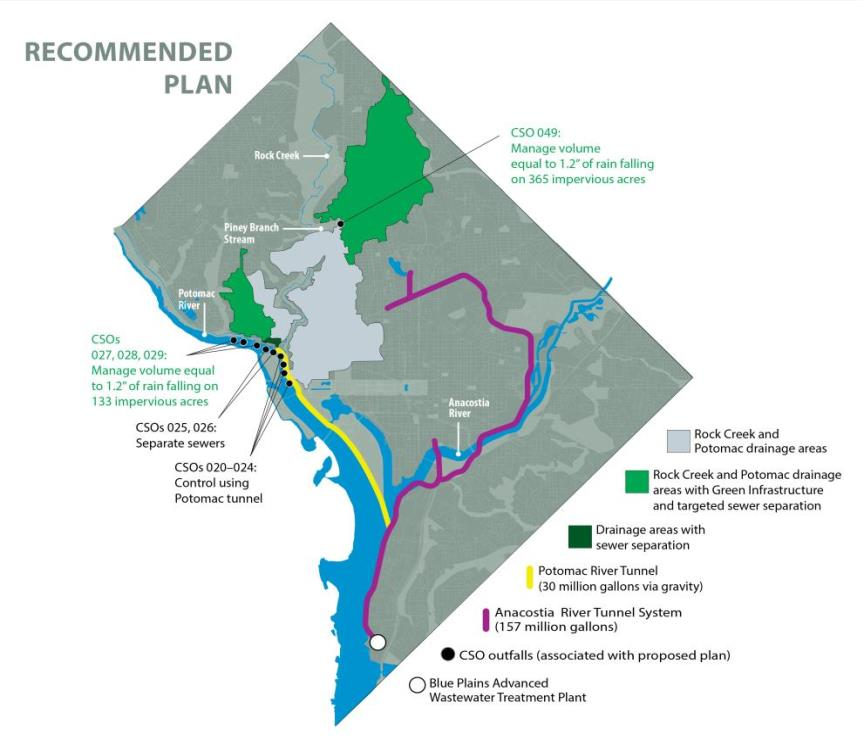 RECOMMENDED
PLAN
CSO 049:
Manage volume
equal to 1.2” of rain falling
on 365 impervious acres
Rock Creek
Piney Branch
Stream
Potomac
River
CSOs
027, 028, 029:
Manage volume equal
to 1.2” of rain falling on
133 impervious acres
CSOs 025, 026:
Separate sewers
CSOs 020–024:
Control using
Potomac tunnel
Anacostia
River
Rock Creek and
Potomac drainage areas
Rock Creek and Potomac drainage
areas with Green Infrastructure
and targeted sewer separation
Drainage areas with
sewer separation
Potomac River Tunnel
(30 million gallons via gravity)
Anacostia River Tunnel System
(157 million gallons)
CSO outfalls (associated with proposed plan)
Blue Plains Advanced
Wastewater Treatment Plant